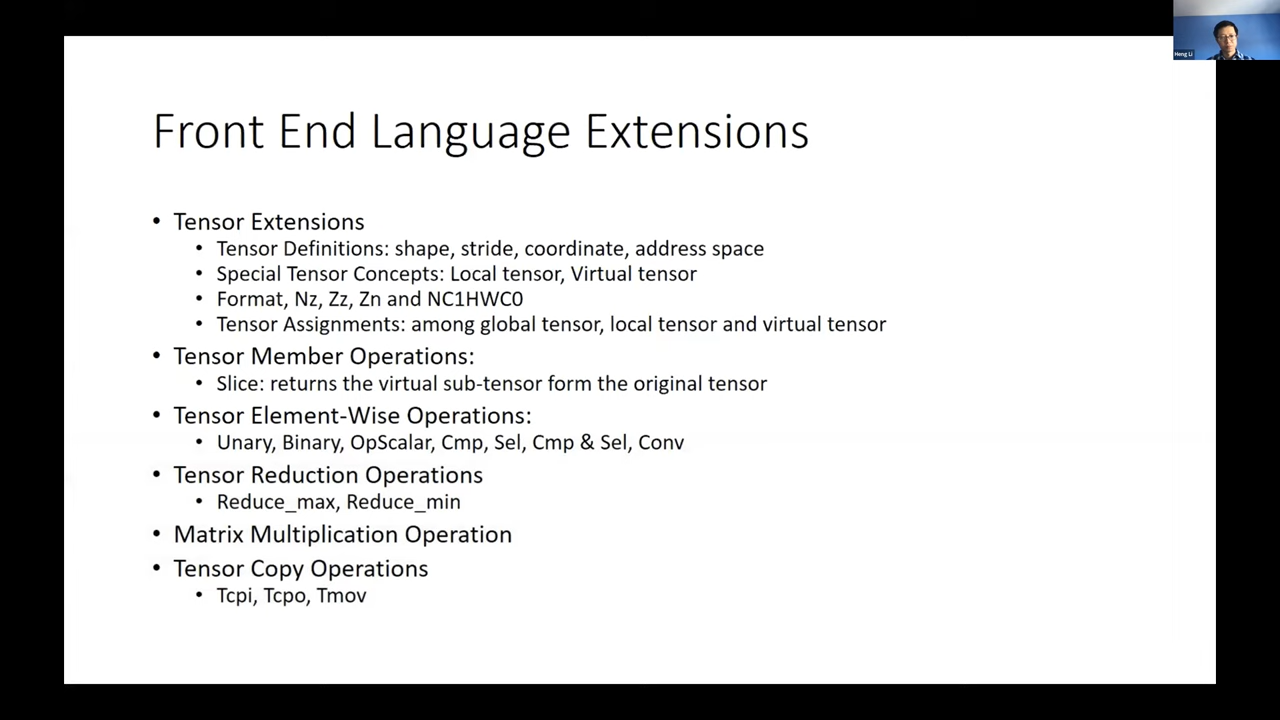 Heng Li
Front End Language Extensions
• Tensor Extensions
• Tensor Definitions: shape, stride, coordinate, address space
• Special Tensor Concepts: Local tensor, Virtual tensor
• Format, Nz, Zz, Zn and NC1HWC0
• Tensor Assignments: among global tensor, local tensor and virtual tensor
• Tensor Member Operations:
• Slice: returns the virtual sub-tensor form the original tensor
• Tensor Element-Wise Operations:
• Unary, Binary, OpScalar, Cmp, Sel, Cmp & Sel, Conv
• Tensor Reduction Operations
• Reduce_max, Reduce_min
• Matrix Multiplication Operation
• Tensor Copy Operations
• Tcpi, Tcpo, Tmov